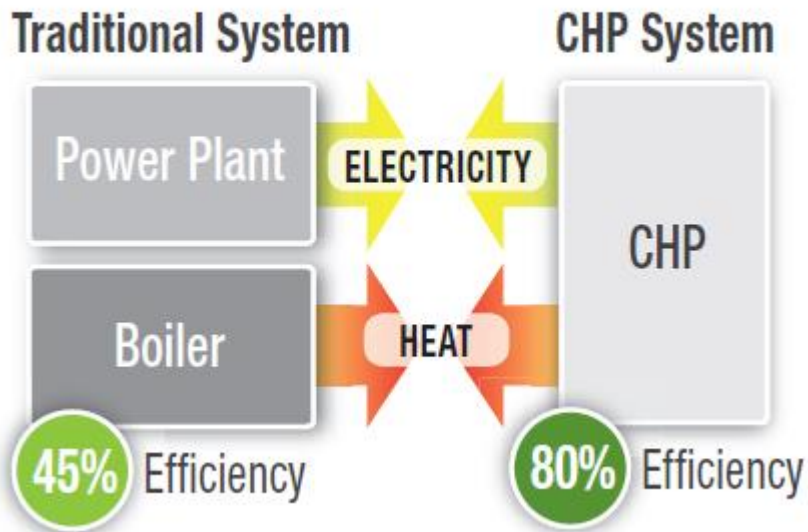 Traditional System
CHP System
Power Plant
ELECTRICITY
CHP
Boiler
HEAT
45% Efficiency
80% Efficiency